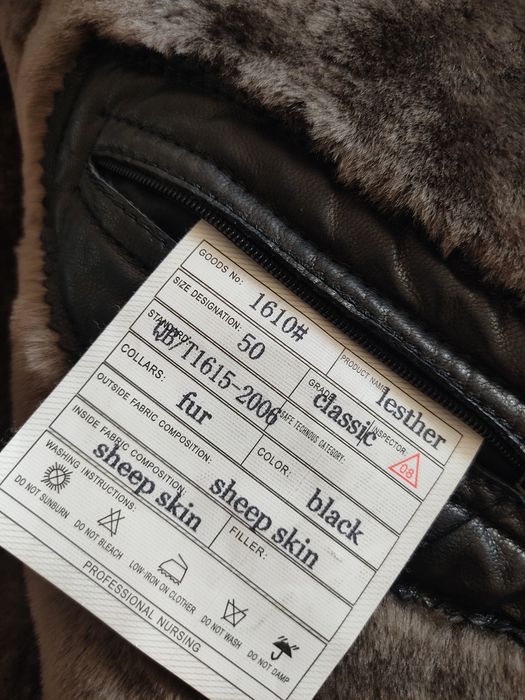 GOODS No: 1610# PRODUCT NAME: lesther
SIZE DESIGNATION: 50 GRADE: classic INSPECTOR: 08
STANDARD: QB/T1615-2006 SAFE TECHNOUS CATEGORY:
COLLARS: fur COLOR: black
OUTSIDE FABRIC COMPOSITION: sheep skin
INSIDE FABRIC COMPOSITION: sheep skin FILLER:
WASHING INSTRUCTIONS:
DO NOT SUNBURN DO NOT BLEACH LOW-IRON ON CLOTHER DO NOT WASH DO NOT DAMP
PROFESSIONAL NURSING